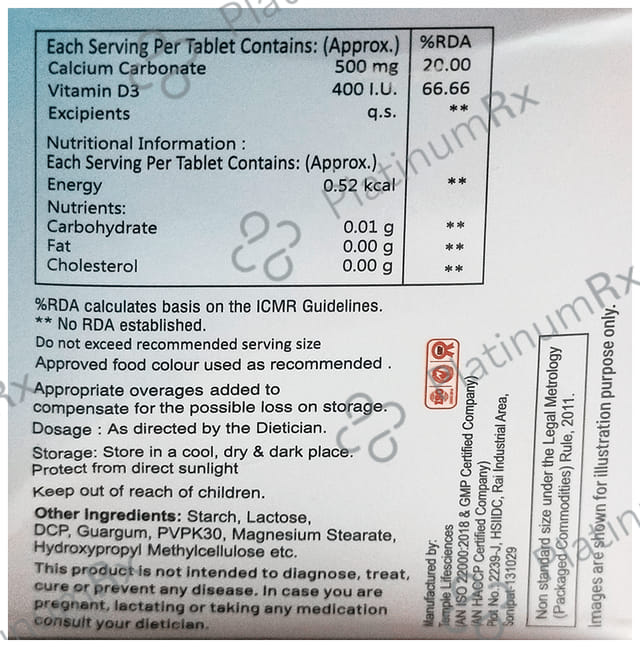 Each Serving Per Tablet Contains: (Approx.) %RDA
Calcium Carbonate 500 mg 20.00
Vitamin D3 400 I.U. 66.66
Excipients q.s. **
Nutritional Information :
Each Serving Per Tablet Contains: (Approx.)
Energy 0.52 kcal **
Nutrients:
Carbohydrate 0.01 g **
Fat 0.00 g **
Cholesterol 0.00 g **
%RDA calculates basis on the ICMR Guidelines.
** No RDA established.
Do not exceed recommended serving size
Approved food colour used as recommended .
Appropriate overages added to
compensate for the possible loss on storage.
Dosage : As directed by the Dietician.
Storage: Store in a cool, dry & dark place.
Protect from direct sunlight
Keep out of reach of children.
Other Ingredients: Starch, Lactose,
DCP, Guargum, PVPK30, Magnesium Stearate,
Hydroxypropyl Methylcellulose etc.
This product is not intended to diagnose, treat,
cure or prevent any disease. In case you are
pregnant, lactating or taking any medication
consult your dietician.
Manufactured by:
Temple Lifesciences
(AN ISO 22000:2018 & GMP Certified Company)
(AN HACCP Certified Company)
Plot No. 2239-J, HSIIDC, Rai Industrial Area,
Sonipat-131029
Non standard size under the Legal Metrology
(Packaged Commodities) Rule, 2011.
Images are shown for illustration purpose only.
PlatinumRx